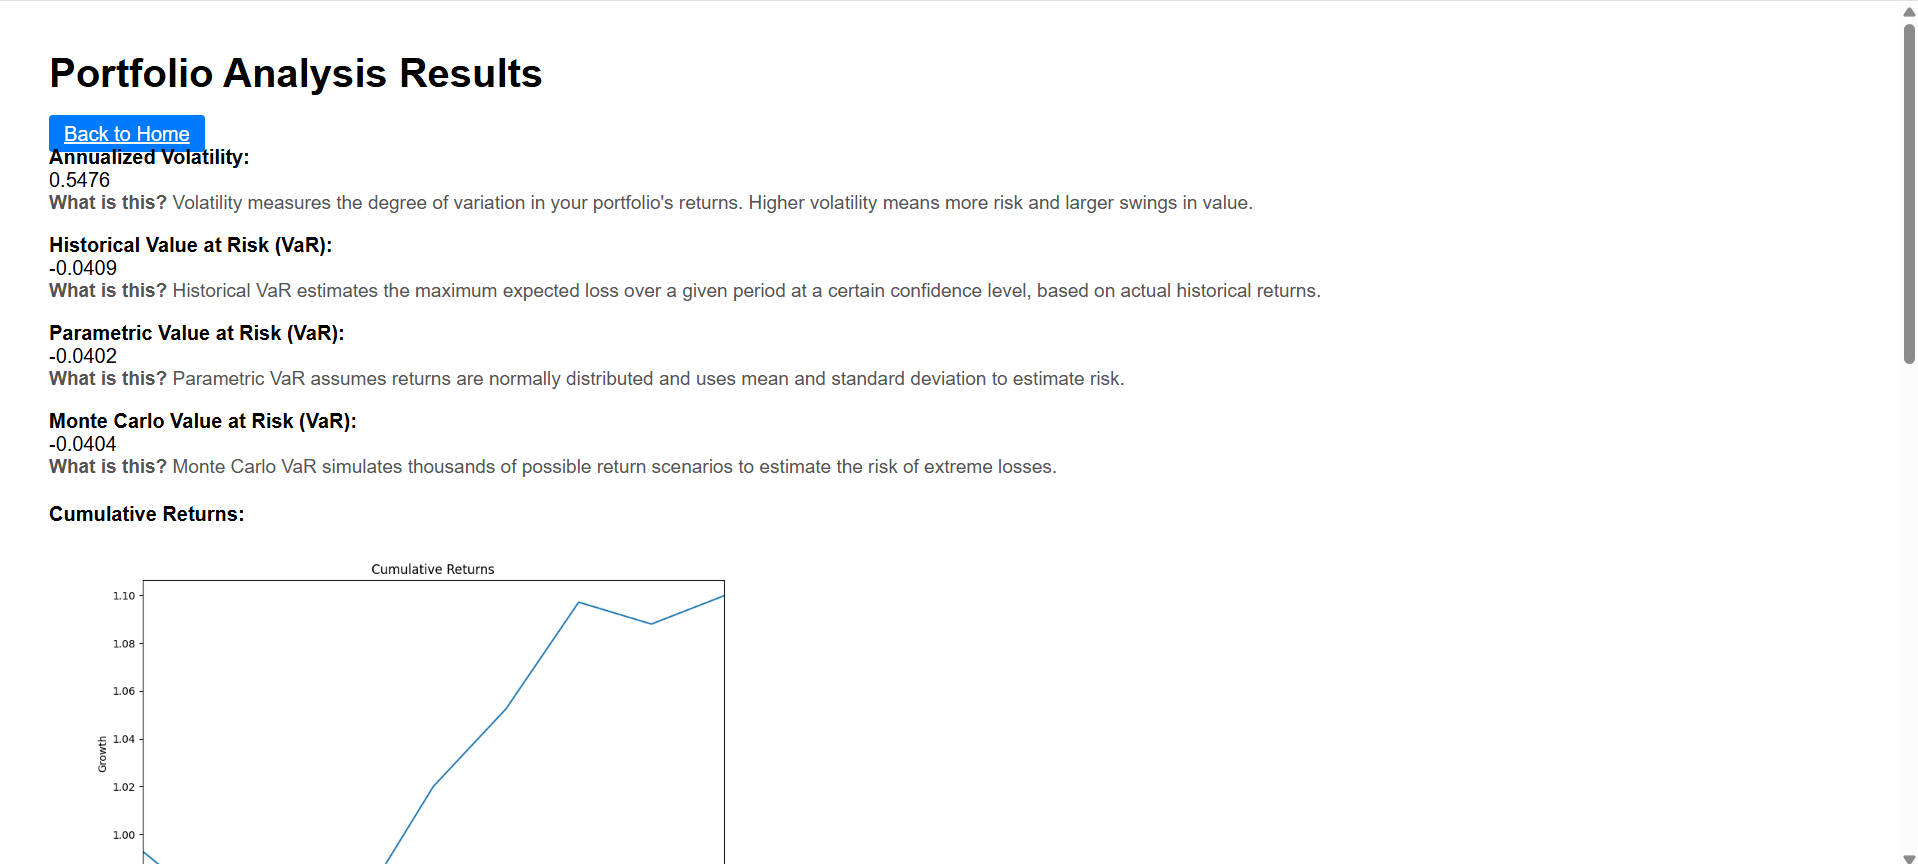 Portfolio Analysis Results
Back to Home
Annualized Volatility:
0.5476
What is this? Volatility measures the degree of variation in your portfolio's returns. Higher volatility means more risk and larger swings in value.
Historical Value at Risk (VaR):
-0.0409
What is this? Historical VaR estimates the maximum expected loss over a given period at a certain confidence level, based on actual historical returns.
Parametric Value at Risk (VaR):
-0.0402
What is this? Parametric VaR assumes returns are normally distributed and uses mean and standard deviation to estimate risk.
Monte Carlo Value at Risk (VaR):
-0.0404
What is this? Monte Carlo VaR simulates thousands of possible return scenarios to estimate the risk of extreme losses.
Cumulative Returns:
Cumulative Returns
1.10
1.08
1.06
1.04
1.02
1.00
Growth